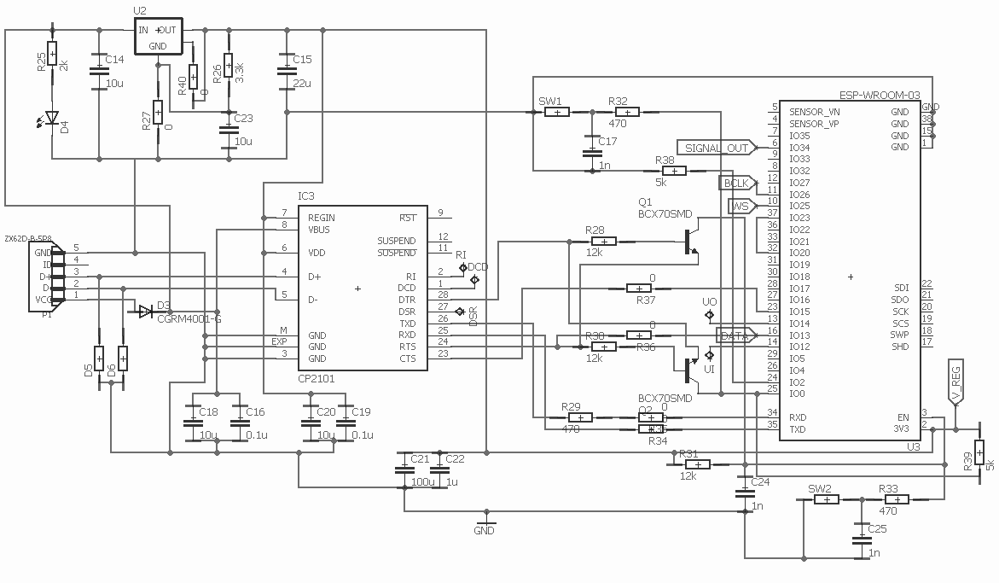 U2
IN
OUT
GND
R25
2k
C14
10u
D4
R27
0
R40
0
R26
3.3k
C23
10u
C15
22u
IC3
7
REGIN
8
VBUS
6
VDD
4
D+
5
D-
M
GND
EXP
GND
3
GND
RST
9
SUSPEND
12
SUSPEND
11
RI
2
DCD
1
DTR
28
DSR
27
TXD
26
RXD
25
RTS
24
CTS
23
CP2101
RI
DCD
DSR
ZX62D-B-5P8
GND
5
ID
4
D+
3
D-
2
VCC
1
P1
D3
CGRM4001-G
D5
D6
C18
10u
C16
0.1u
C20
10u
C19
0.1u
C21
100u
C22
1u
GND
SW1
R32
470
C17
1n
R38
5k
Q1
BCX70SMD
R28
12k
0
R37
UO
0
R30
R36
12k
UI
BCX70SMD
Q2
R29
470
0
0
R35
R34
R31
12k
C24
1n
SW2
R33
470
C25
1n
R39
5k
V_REG
SIGNAL_OUT
BCLK
WS
DATA
ESP-WROOM-03
5
SENSOR_VN
4
SENSOR_VP
7
IO35
6
IO34
9
IO33
8
IO32
12
IO27
11
IO26
10
IO25
37
IO23
36
IO22
33
IO21
32
IO20
31
IO19
30
IO18
28
IO17
27
IO16
23
IO15
13
IO14
16
IO13
14
IO12
29
IO5
26
IO4
24
IO2
25
IO0
34
RXD
35
TXD
GND
GND
GND
38
GND
15
GND
1
SDI
22
SDO
21
SCK
20
SCS
19
SWP
18
SHD
17
EN
3
3V3
2
U3